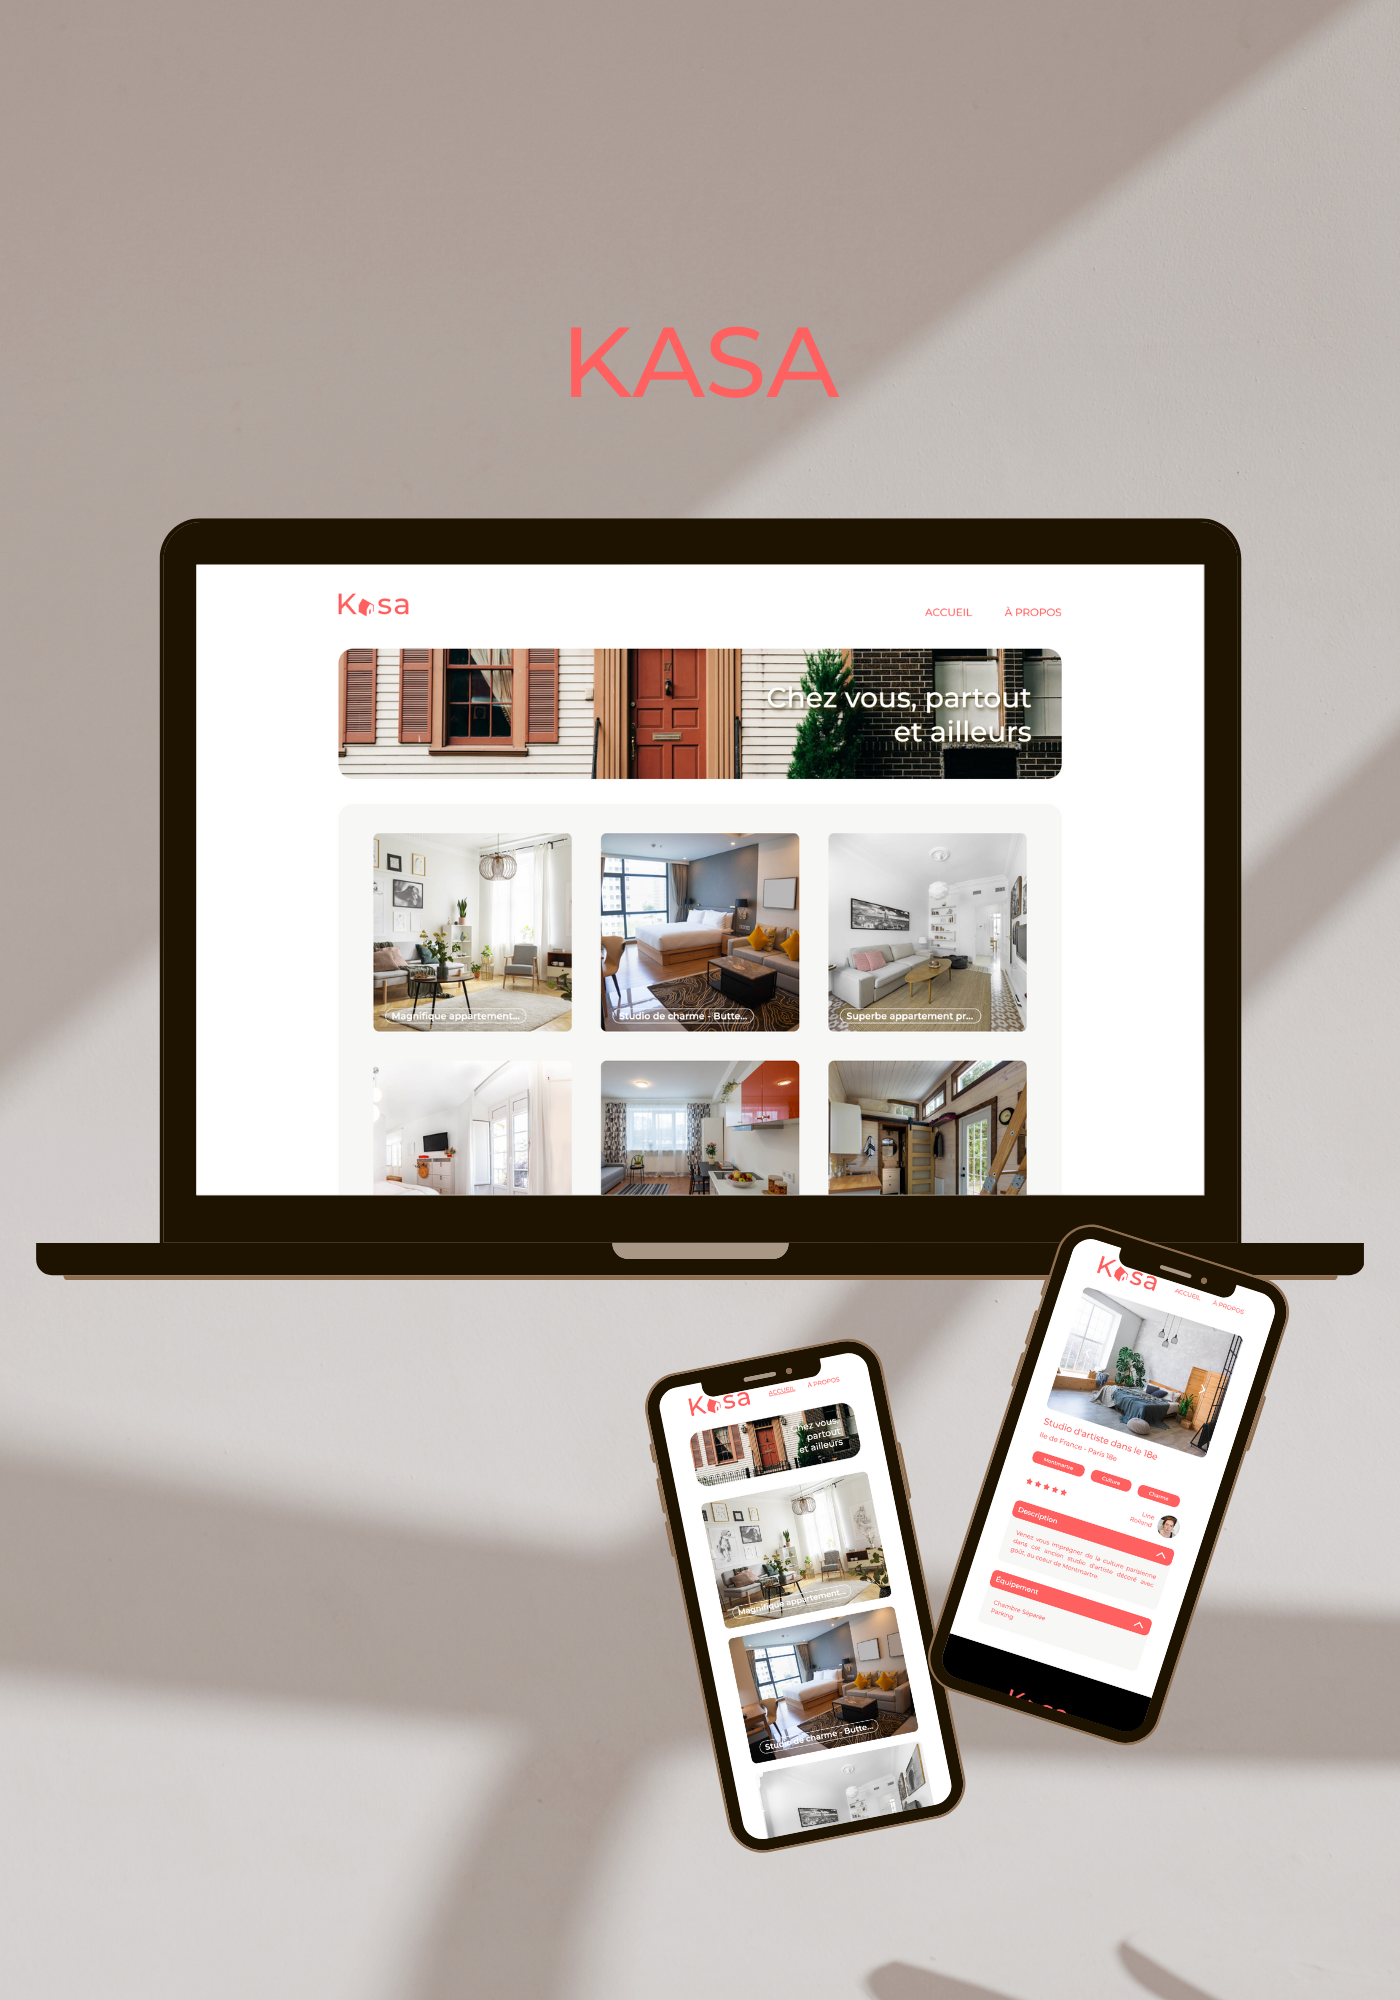 KASA
Kasa
ACCUEIL À PROPOS
37
Chez vous, partout
et ailleurs
Magnifique appartement...
Studio de charme - Butte...
Superbe appartement pr...
Kasa
ACCUEIL À PROPOS
Chez vous,
partout
et ailleurs
Magnifique appartement...
Studio de charme - Butte...
Kasa
ACCUEIL À PROPOS
Studio d'artiste dans le 18e
Ile de France - Paris 18e
Montmartre Culture Charme
Line
Rolland
Description
Venez vous imprégner de la culture parisienne
dans cet ancien studio d'artiste décoré avec
goût, au coeur de Montmartre.
Équipement
Chambre Séparée
Parking
Kasa